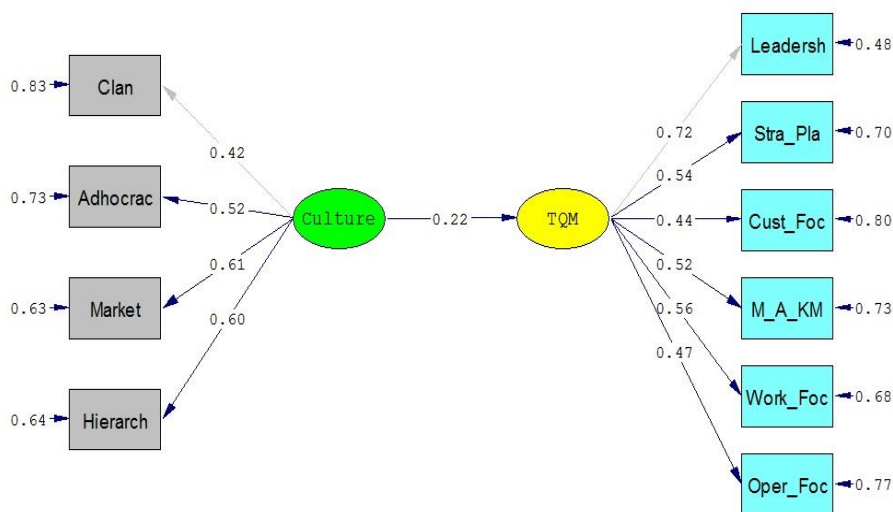 0.83
Clan
0.42
0.73
Adhocrac
0.52
0.61
0.63
Market
0.60
0.64
Hierarch
Culture
0.22
TQM
0.72
Leadersh
0.48
0.54
Stra_Pla
0.70
0.44
Cust_Foc
0.80
0.52
M_A_KM
0.73
0.56
Work_Foc
0.68
0.47
Oper_Foc
0.77